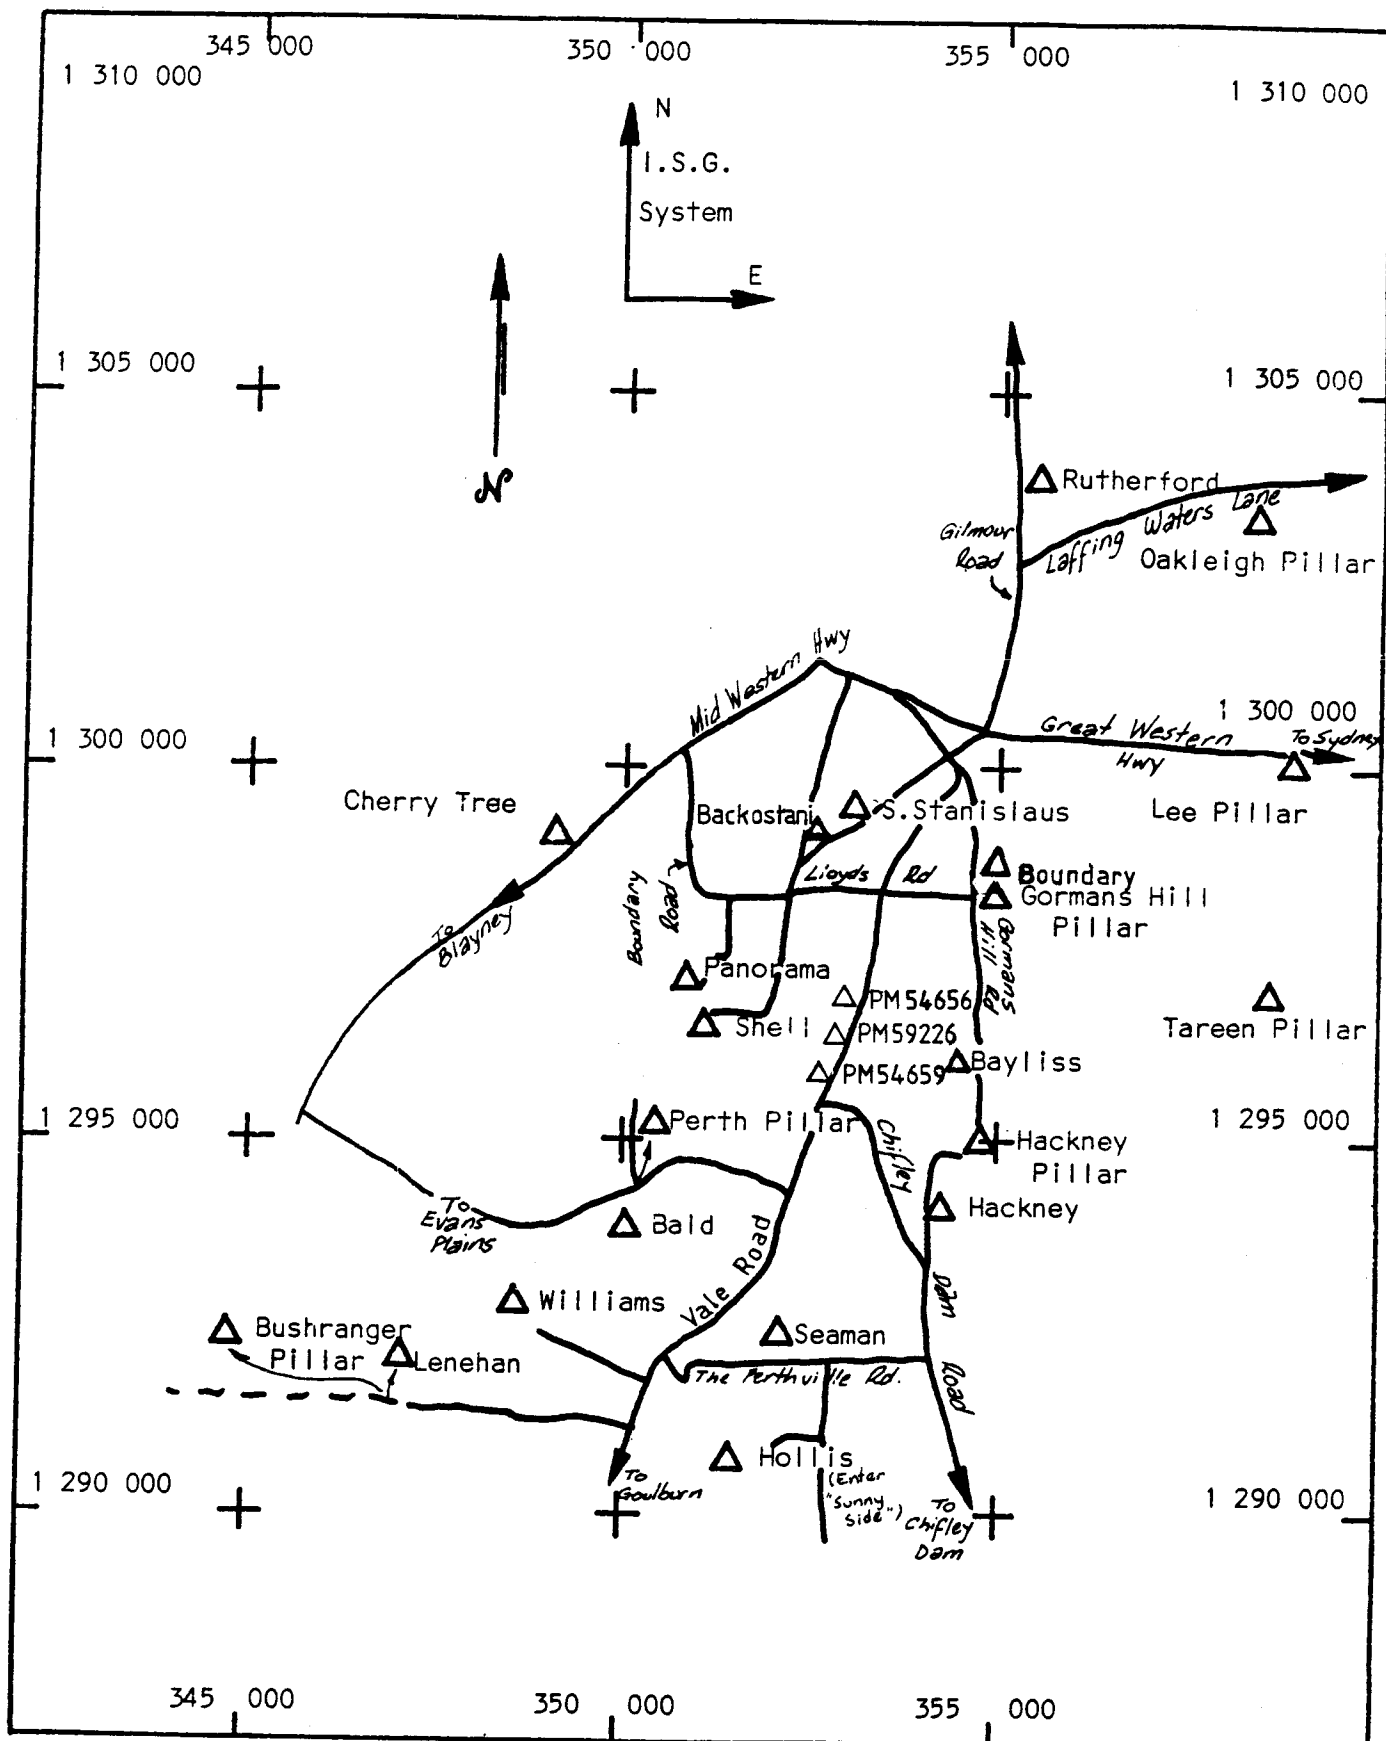 345 000
350 000
355 000
1 310 000
1 310 000
N
I.S.G.
System
E
1 305 000
1 305 000
N
Rutherford
Gilmour
Road
Laffing Waters Lane
Oakleigh Pillar
Mid Western Hwy
1 300 000
1 300 000
Great Western
Hwy
To Sydney
Cherry Tree
Backostani
S.Stanislaus
Lee Pillar
Boundary
Road
Lloyds Rd
Boundary
Gormans Hill
Pillar
Gormans
Hill Rd
To
Blayney
Panorama
Shell
PM54656
PM59226
PM54659
Bayliss
Tareen Pillar
1 295 000
1 295 000
Perth Pillar
Chifley
Hackney
Pillar
Hackney
To
Evans
Plains
Bald
Vale Road
Dam
Road
Williams
Bushranger
Pillar
Lenehan
Seaman
The Perthville Rd.
Hollis
(Enter
"Sunny
Side")
1 290 000
1 290 000
To
Goulburn
To
Chifley
Dam
345 000
350 000
355 000